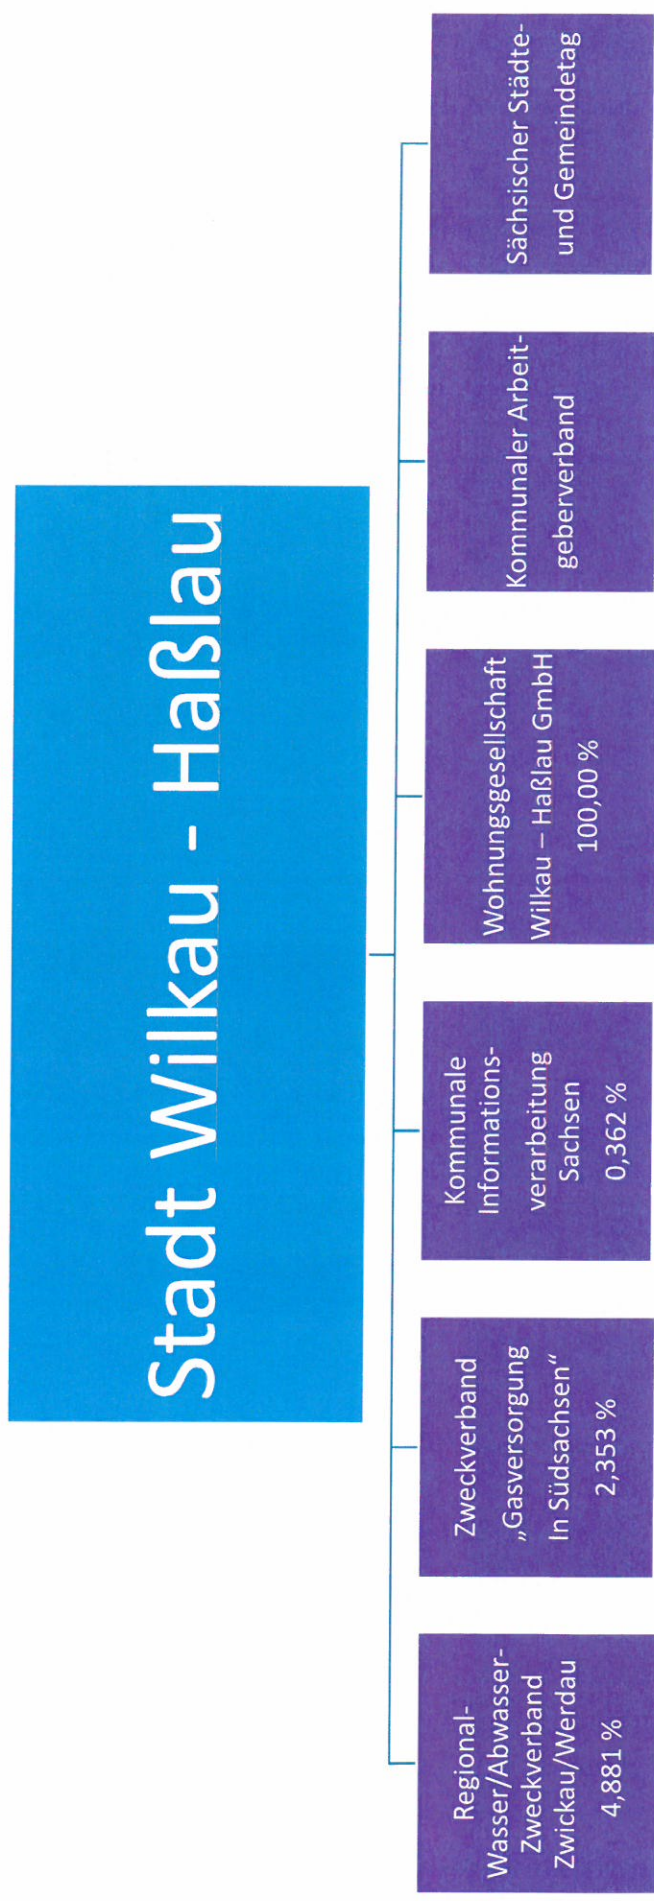 Stadt Wilkau - Haßlau
Regional-
Wasser/Abwasser-
Zweckverband
Zwickau/Werdau
4,881 %
Zweckverband
„Gasversorgung
In Südsachsen“
2,353 %
Kommunale
Informations-
verarbeitung
Sachsen
0,362 %
Wohnungsgesellschaft
Wilkau – Haßlau GmbH
100,00 %
Kommunaler Arbeit-
geberverband
Sächsischer Städte-
und Gemeindetag